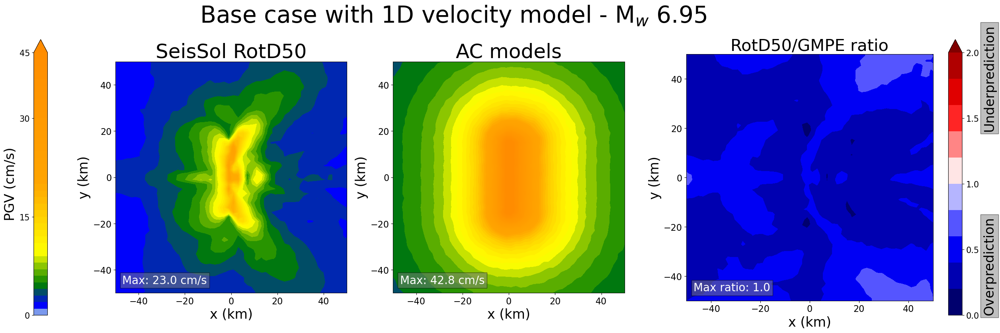 Base case with 1D velocity model - M_w 6.95
SeisSol RotD50
AC models
RotD50/GMPE ratio
PGV (cm/s)
45
30
15
0
y (km)
40
20
0
−20
−40
Max: 23.0 cm/s
−40 −20 0 20 40
x (km)
y (km)
40
20
0
−20
−40
Max: 42.8 cm/s
−40 −20 0 20 40
x (km)
y (km)
40
20
0
−20
−40
Max ratio: 1.0
−40 −20 0 20 40
x (km)
2.0
1.5
1.0
0.5
0.0
Underprediction
Overprediction